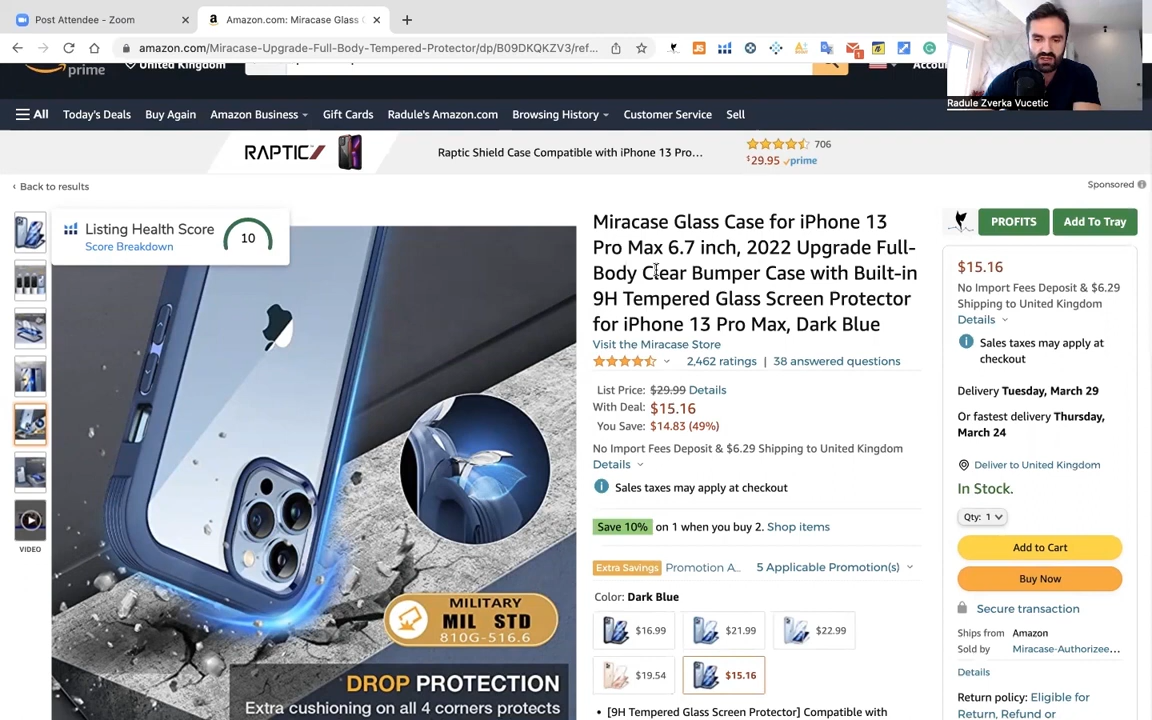 Post Attendee - Zoom
Amazon.com: Miracase Glass C
amazon.com/Miracase-Upgrade-Full-Body-Tempered-Protector/dp/B09DKQKZV3/ref...
JS
1
prime
United Kingdom
Accou
Radule Zverka Vucetic
All
Today's Deals
Buy Again
Amazon Business
Gift Cards
Radule's Amazon.com
Browsing History
Customer Service
Sell
RAPTIC
Raptic Shield Case Compatible with iPhone 13 Pro...
706
$29.95 prime
‹ Back to results
Sponsored
Listing Health Score
Score Breakdown
10
VIDEO
MILITARY
MIL STD
810G-516.6
DROP PROTECTION
Extra cushioning on all 4 corners protects
Miracase Glass Case for iPhone 13
Pro Max 6.7 inch, 2022 Upgrade Full-
Body Clear Bumper Case with Built-in
9H Tempered Glass Screen Protector
for iPhone 13 Pro Max, Dark Blue
Visit the Miracase Store
2,462 ratings | 38 answered questions
List Price: $29.99 Details
With Deal: $15.16
You Save: $14.83 (49%)
No Import Fees Deposit & $6.29 Shipping to United Kingdom
Details
Sales taxes may apply at checkout
Save 10% on 1 when you buy 2. Shop items
Extra Savings Promotion A... 5 Applicable Promotion(s)
Color: Dark Blue
$16.99
$21.99
$22.99
$19.54
$15.16
• [9H Tempered Glass Screen Protector] Compatible with
PROFITS
Add To Tray
$15.16
No Import Fees Deposit & $6.29
Shipping to United Kingdom
Details
Sales taxes may apply at
checkout
Delivery Tuesday, March 29
Or fastest delivery Thursday,
March 24
Deliver to United Kingdom
In Stock.
Qty: 1
Add to Cart
Buy Now
Secure transaction
Ships from Amazon
Sold by Miracase-Authorizee...
Details
Return policy: Eligible for
Return, Refund or